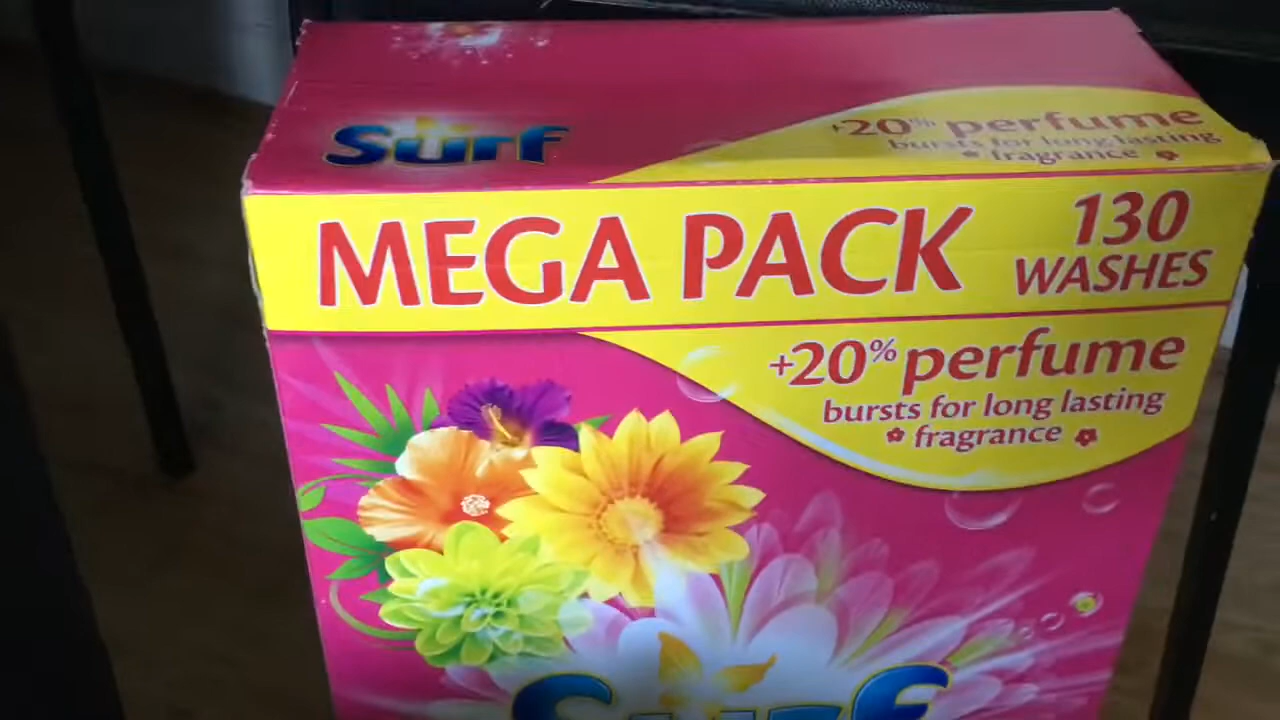 Surf
+20% perfume
bursts for long lasting
fragrance
MEGA PACK
130
WASHES
+20% perfume
bursts for long lasting
fragrance
Surf